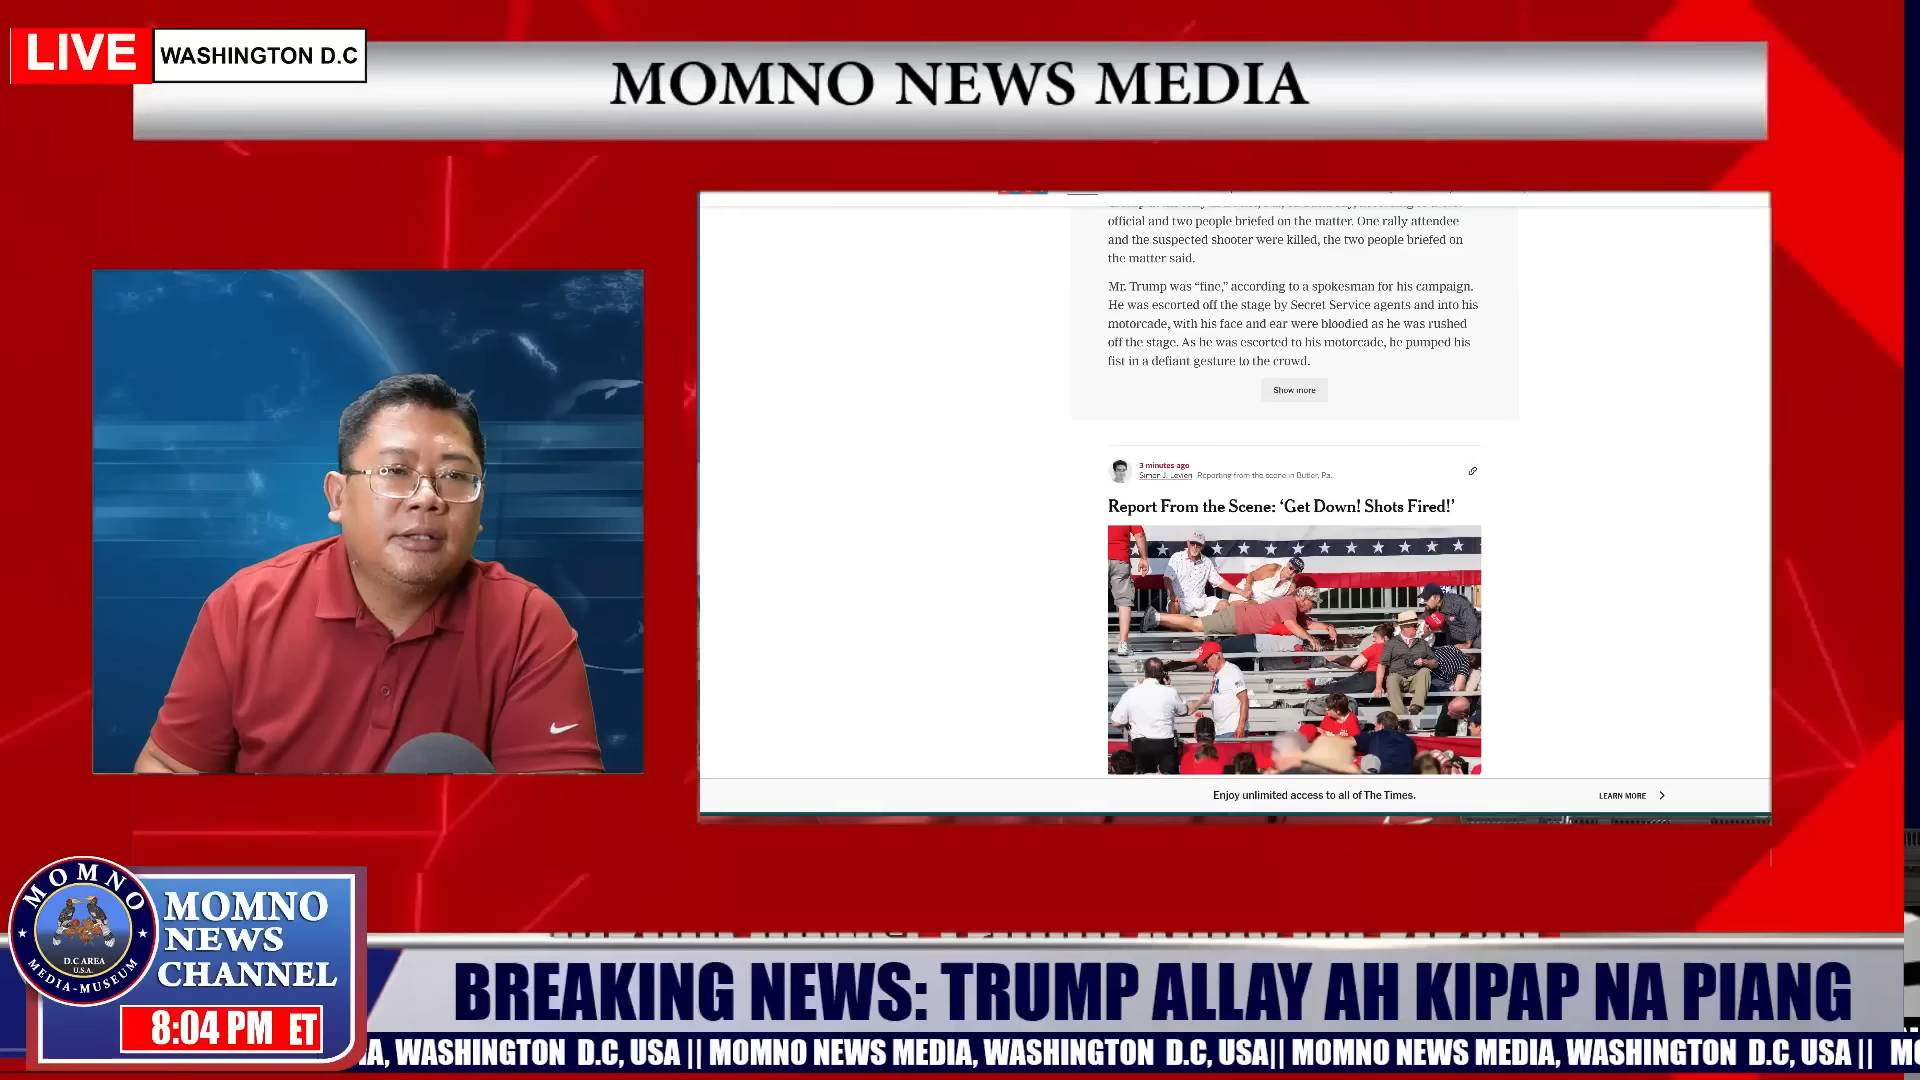 LIVE
WASHINGTON D.C
MOMNO NEWS MEDIA
official and two people briefed on the matter. One rally attendee
and the suspected shooter were killed, the two people briefed on
the matter said.
Mr. Trump was “fine,” according to a spokesman for his campaign.
He was escorted off the stage by Secret Service agents and into his
motorcade, with his face and ear were bloodied as he was rushed
off the stage. As he was escorted to his motorcade, he pumped his
fist in a defiant gesture to the crowd.
Show more
3 minutes ago
Simon J. Levien Reporting from the scene in Butler, Pa.
Report From the Scene: ‘Get Down! Shots Fired!’
Enjoy unlimited access to all of The Times.
LEARN MORE
MOMNO
D.C AREA
U.S.A.
MEDIA-MUSEUM
MOMNO
NEWS
CHANNEL
8:04 PM ET
BREAKING NEWS: TRUMP ALLAY AH KIPAP NA PIANG
IA, WASHINGTON D.C, USA || MOMNO NEWS MEDIA, WASHINGTON D.C, USA|| MOMNO NEWS MEDIA, WASHINGTON D.C, USA || MO